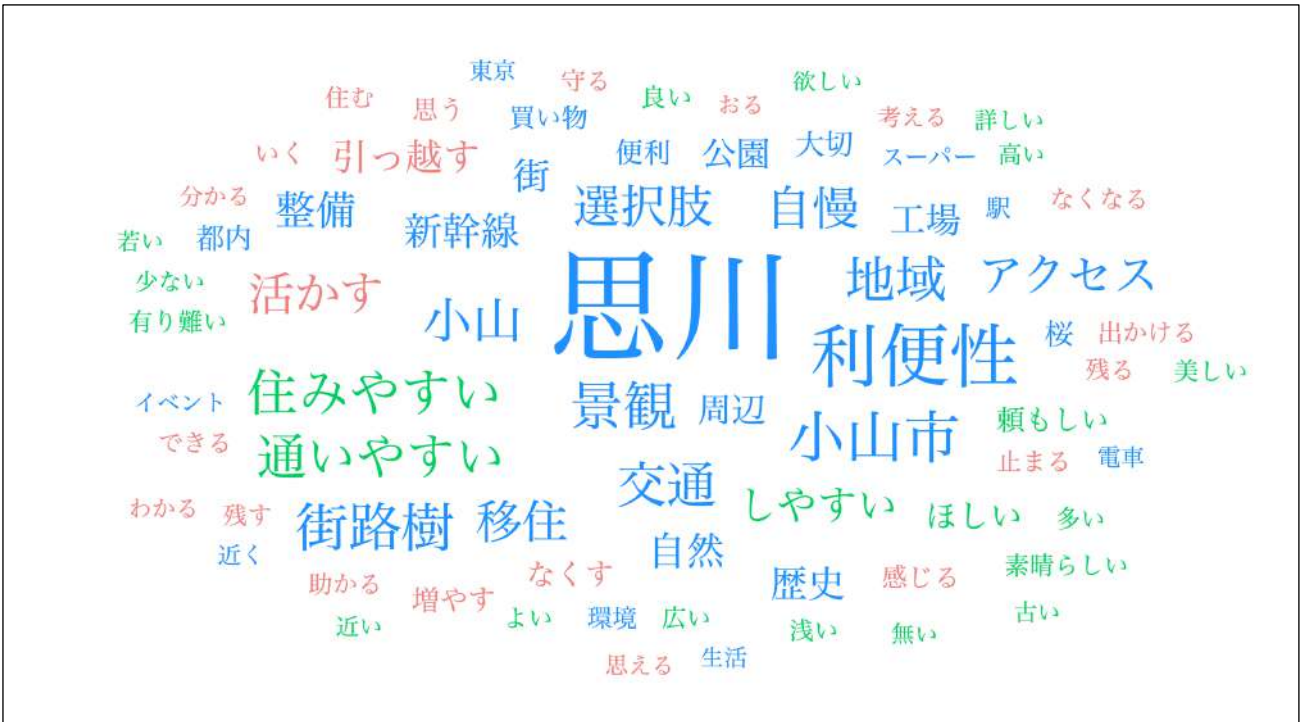 東京 守る 良い 欲しい
住む 思う 買い物 おる 考える 詳しい
いく 引っ越す 街 便利 公園 大切 スーパー 高い
分かる 整備 新幹線 選択肢 自慢 工場 駅 なくなる
若い 都内
少ない 活かす 小山 思川 地域 アクセス
有り難い 利便性 桜 出かける
残る 美しい
イベント 住みやすい 景観 周辺 小山市 頼もしい
できる 通いやすい 交通 止まる 電車
わかる 残す 街路樹 移住 しやすい ほしい 多い
近く 自然 素晴らしい
助かる 増やす なくす 歴史 感じる
近い よい 環境 広い 浅い 無い 古い
思える 生活